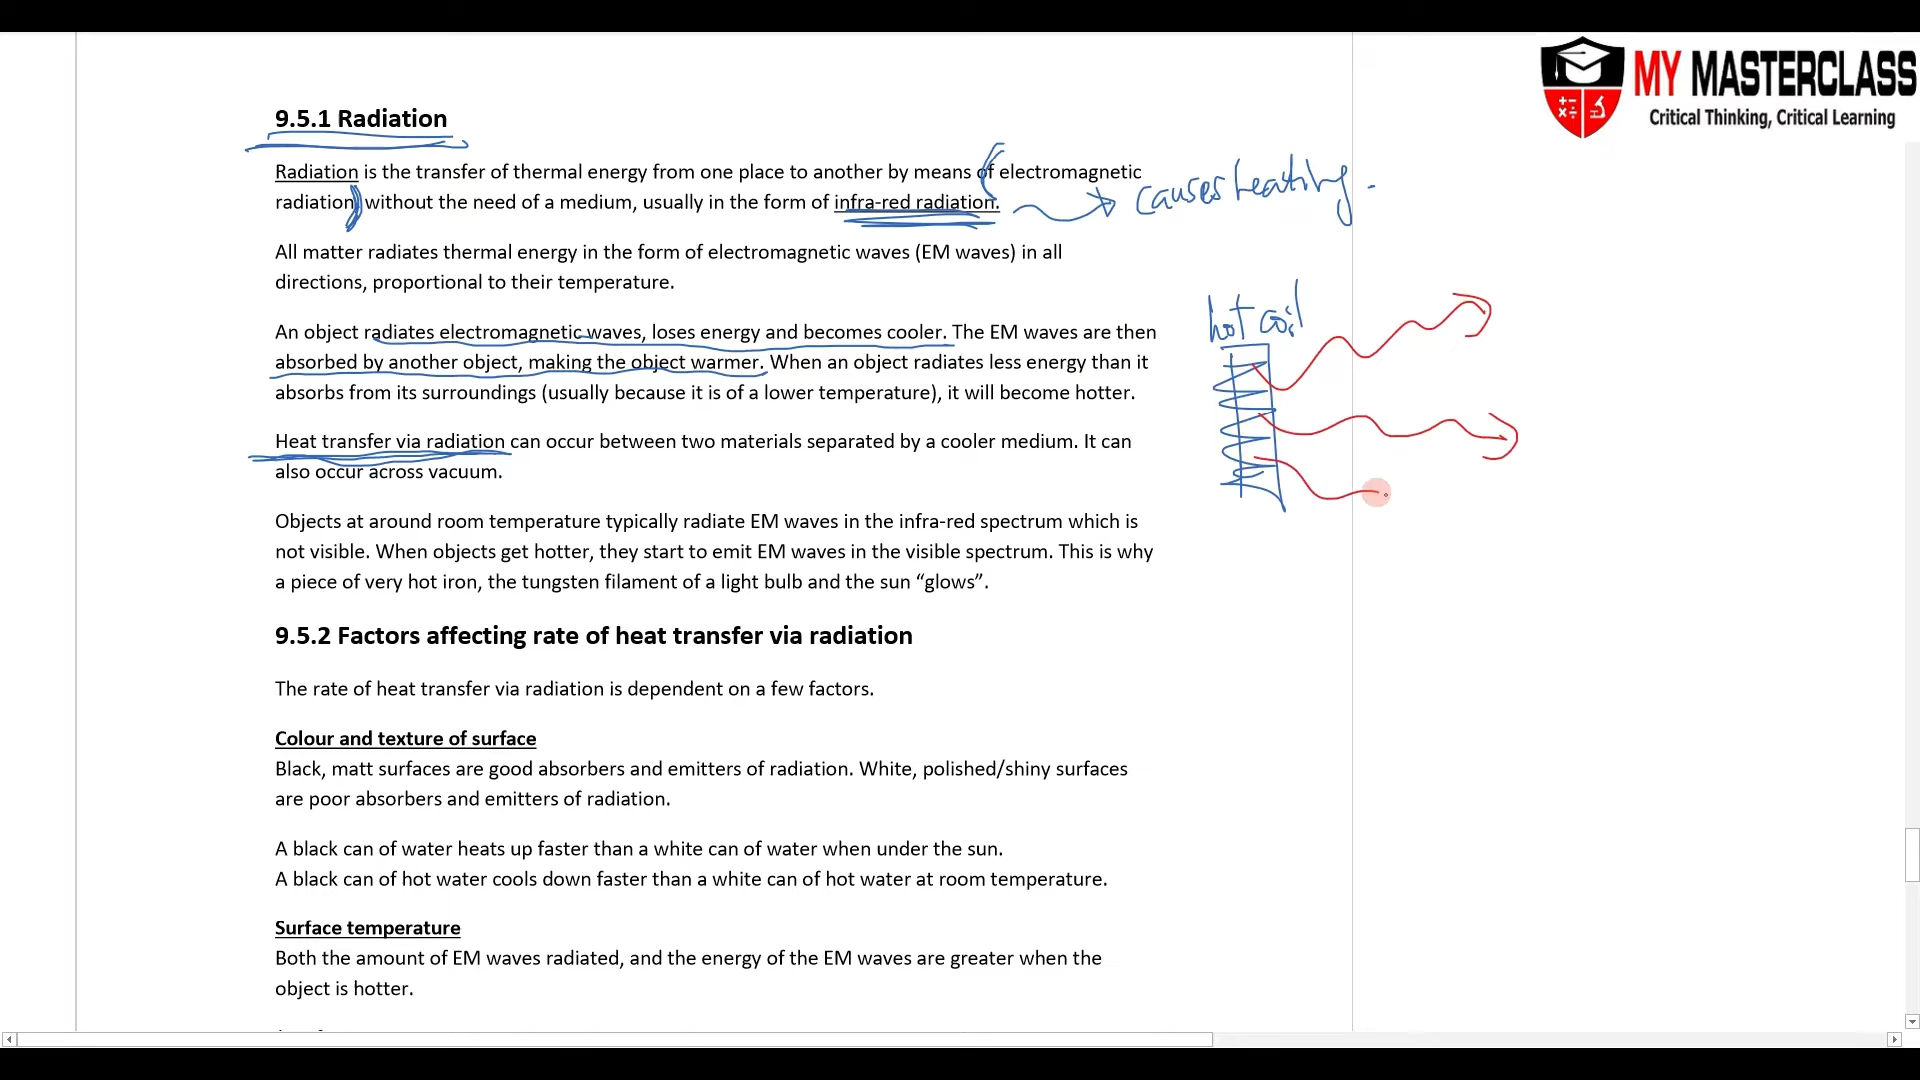 MY MASTERCLASS
Critical Thinking, Critical Learning
9.5.1 Radiation
Radiation is the transfer of thermal energy from one place to another by means of electromagnetic
radiation, without the need of a medium, usually in the form of infra-red radiation.
causes heating.
All matter radiates thermal energy in the form of electromagnetic waves (EM waves) in all
directions, proportional to their temperature.
hot coil
An object radiates electromagnetic waves, loses energy and becomes cooler. The EM waves are then
absorbed by another object, making the object warmer. When an object radiates less energy than it
absorbs from its surroundings (usually because it is of a lower temperature), it will become hotter.
Heat transfer via radiation can occur between two materials separated by a cooler medium. It can
also occur across vacuum.
Objects at around room temperature typically radiate EM waves in the infra-red spectrum which is
not visible. When objects get hotter, they start to emit EM waves in the visible spectrum. This is why
a piece of very hot iron, the tungsten filament of a light bulb and the sun “glows”.
9.5.2 Factors affecting rate of heat transfer via radiation
The rate of heat transfer via radiation is dependent on a few factors.
Colour and texture of surface
Black, matt surfaces are good absorbers and emitters of radiation. White, polished/shiny surfaces
are poor absorbers and emitters of radiation.
A black can of water heats up faster than a white can of water when under the sun.
A black can of hot water cools down faster than a white can of hot water at room temperature.
Surface temperature
Both the amount of EM waves radiated, and the energy of the EM waves are greater when the
object is hotter.